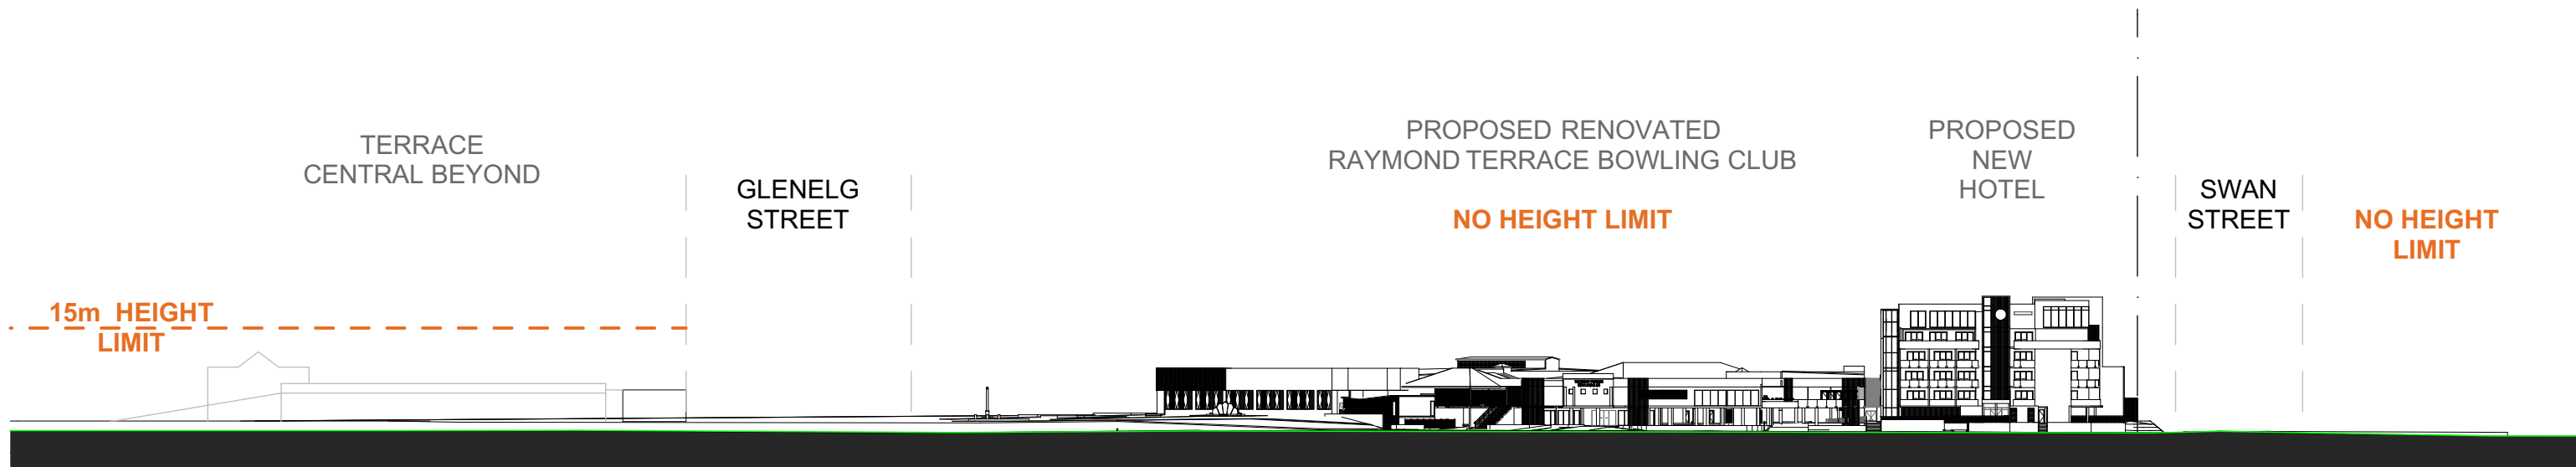 TERRACE
CENTRAL BEYOND
GLENELG
STREET
PROPOSED RENOVATED
RAYMOND TERRACE BOWLING CLUB
NO HEIGHT LIMIT
PROPOSED
NEW
HOTEL
SWAN
STREET
NO HEIGHT
LIMIT
15m HEIGHT
LIMIT